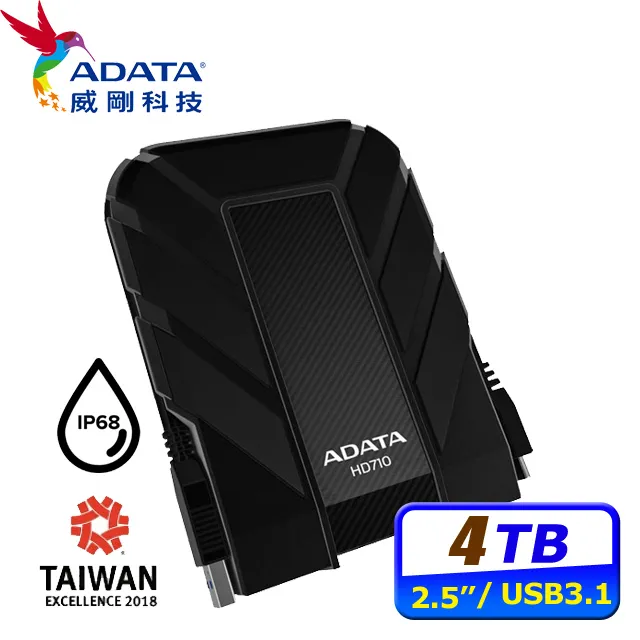 ADATA®
威剛科技
IP68
ADATA
HD710
TAIWAN
EXCELLENCE 2018
4TB
2.5”/ USB3.1